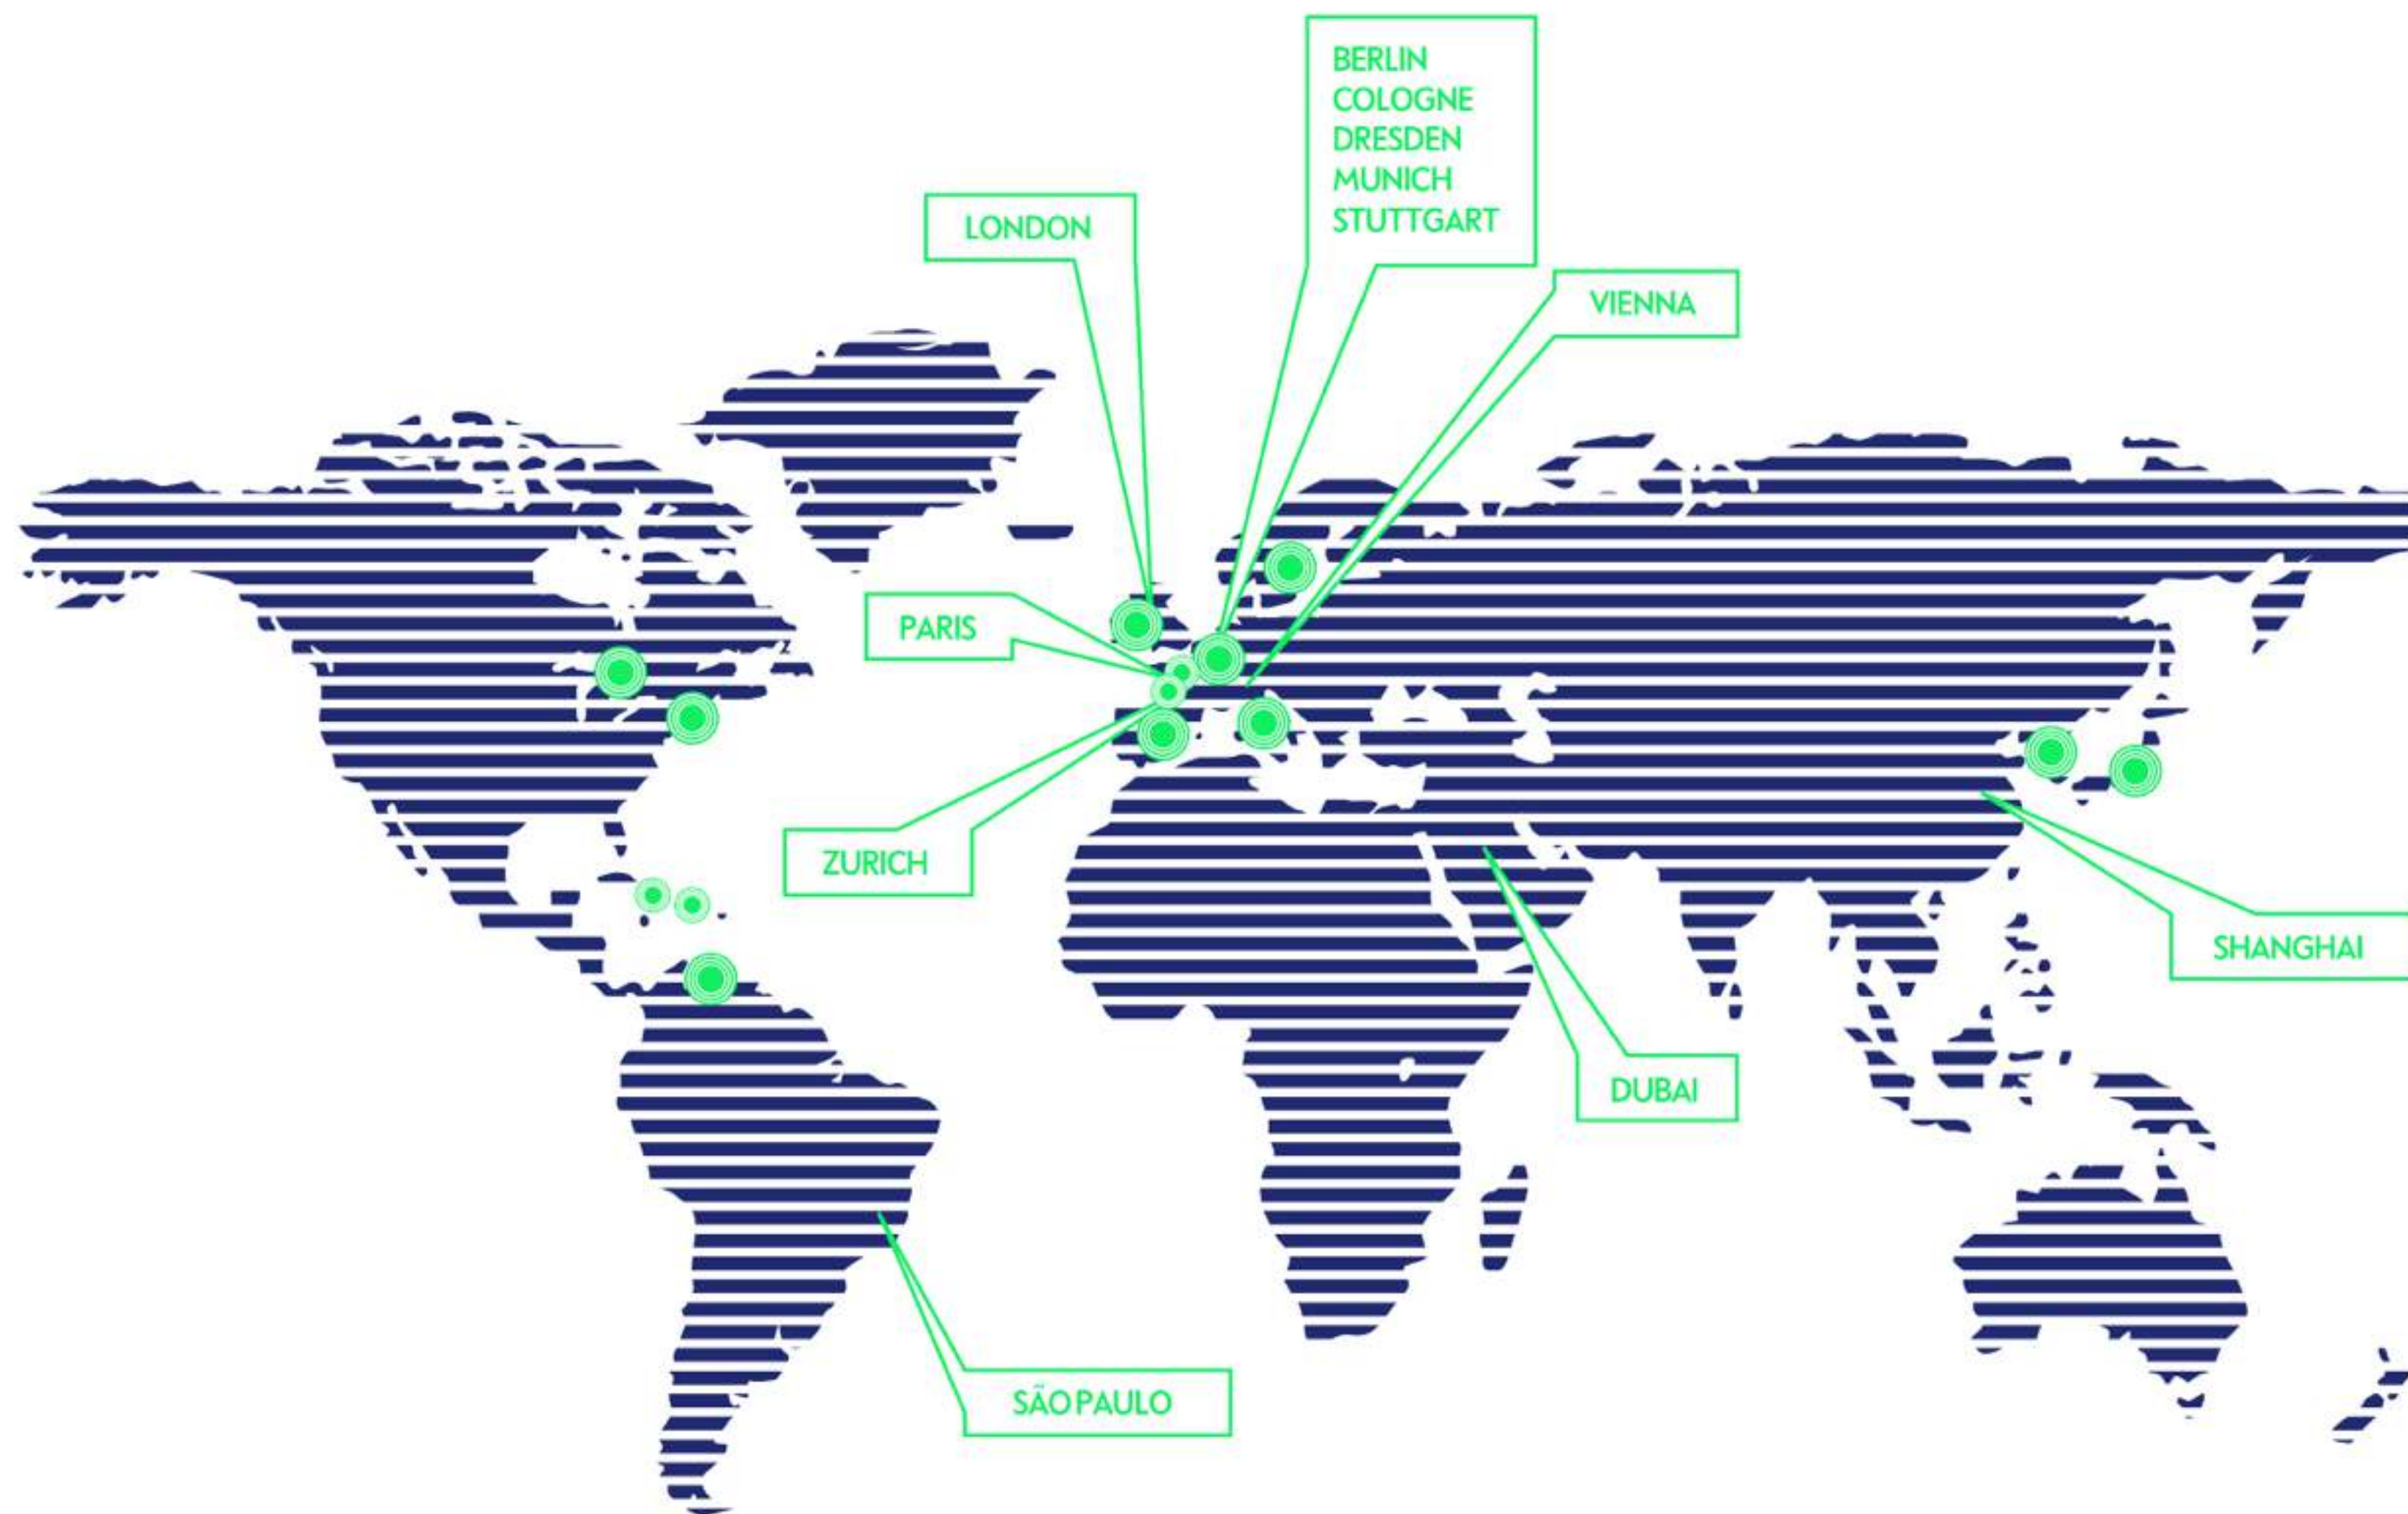 BERLIN
COLOGNE
DRESDEN
MUNICH
STUTTGART
LONDON
VIENNA
PARIS
ZURICH
SHANGHAI
DUBAI
SÃO PAULO